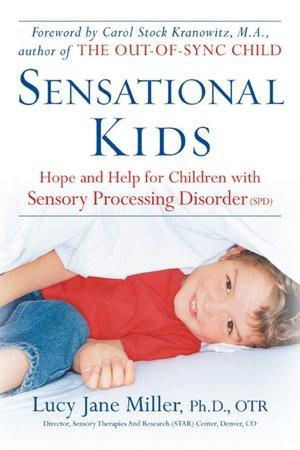 Foreword by Carol Stock Kranowitz, M.A.,
author of THE OUT-OF-SYNC CHILD
SENSATIONAL
KIDS
Hope and Help for Children with
Sensory Processing Disorder (SPD)
Lucy Jane Miller, Ph.D., OTR
Director, Sensory Therapies And Research (STAR) Center, Denver, CO